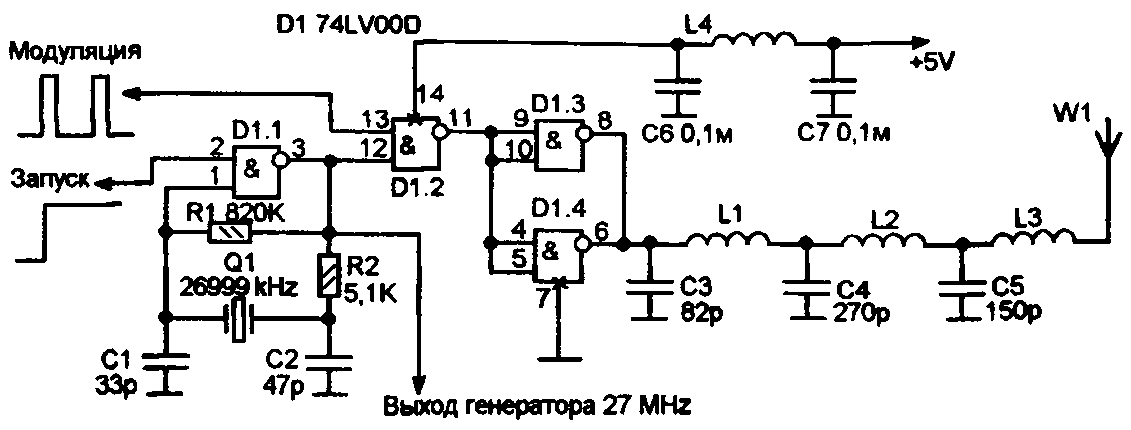 D1 74LV00D
L4
Модуляция
+5V
14
C6 0,1м
C7 0,1м
W1
13
11
9
D1.3
8
D1.1
12
&
10
&
2
3
&
D1.2
Запуск
1
D1.4
R1 820K
4
&
6
L1
L2
L3
Q1
26999 kHz
R2
5,1K
5
7
C3
82p
C4
270p
C5
150p
C1
33p
C2
47p
Выход генератора 27 MHz